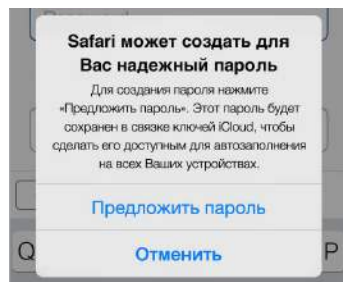 Safari может создать для
Вас надежный пароль
Для создания пароля нажмите
«Предложить пароль». Этот пароль будет
сохранен в связке ключей iCloud, чтобы
сделать его доступным для автозаполнения
на всех Ваших устройствах.
Предложить пароль
Q P
Отменить